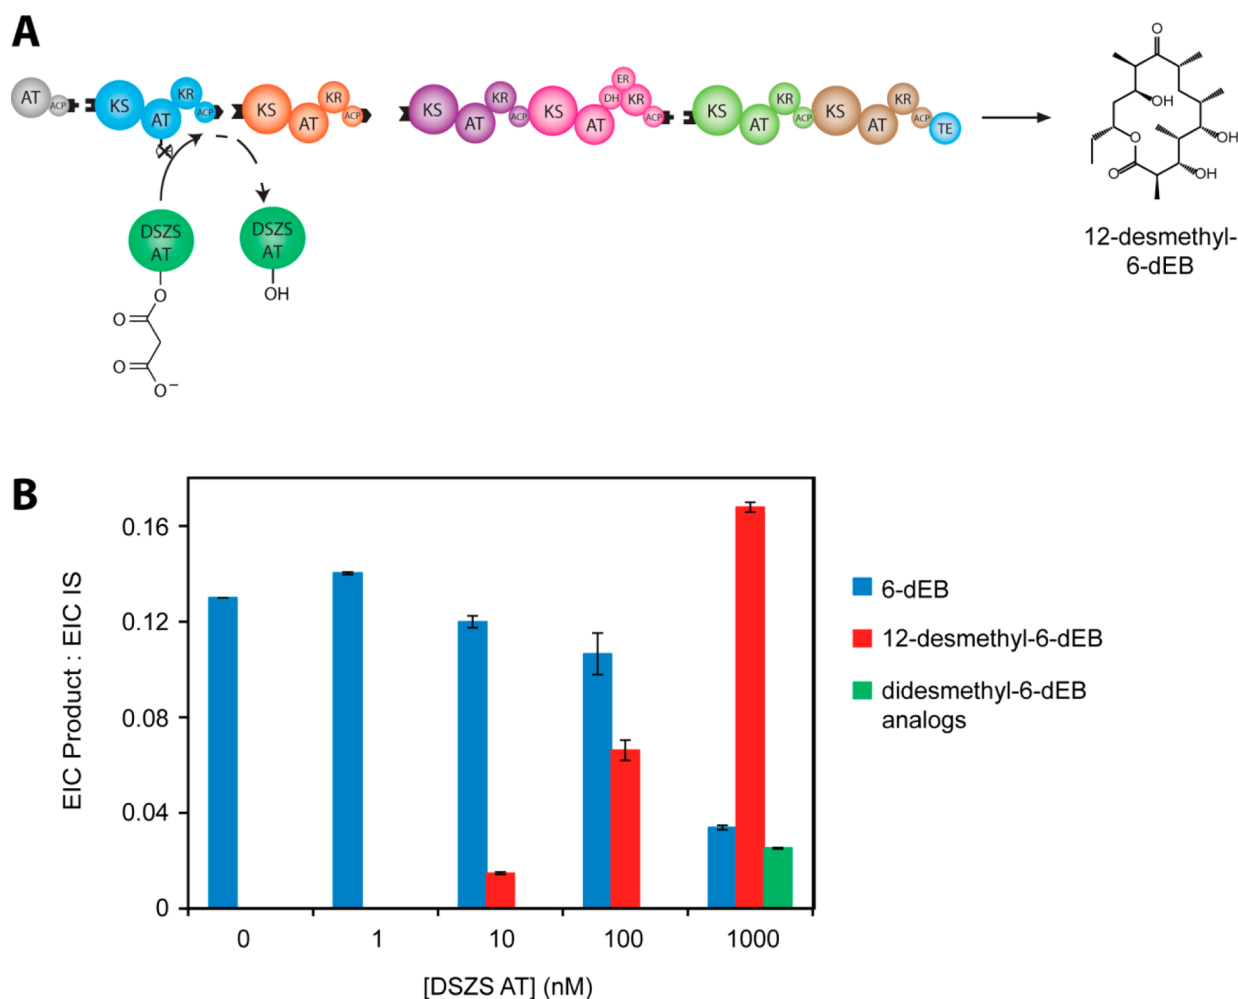 A
AT ACP KS AT KR ACP KS AT KR ACP KS AT KR ACP KS AT DH ER KR ACP KS AT KR ACP KS AT KR ACP TE
DSZS
AT
DSZS
AT
O
OH
O
O
O−
O
OH
O
O
OH
OH
12-desmethyl-
6-dEB
B
EIC Product : EIC IS
0.16
0.12
0.08
0.04
0
0 1 10 100 1000
[DSZS AT] (nM)
6-dEB
12-desmethyl-6-dEB
didesmethyl-6-dEB
analogs